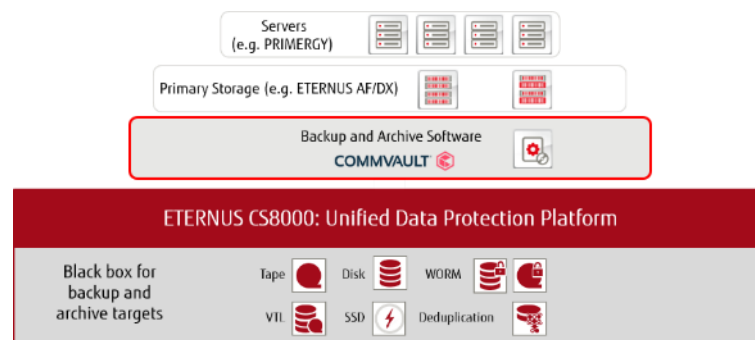 Servers
(e.g. PRIMERGY)
Primary Storage (e.g. ETERNUS AF/DX)
Backup and Archive Software
COMMVAULT
ETERNUS CS8000: Unified Data Protection Platform
Black box for
backup and
archive targets
Tape Disk WORM
VTL SSD Deduplication